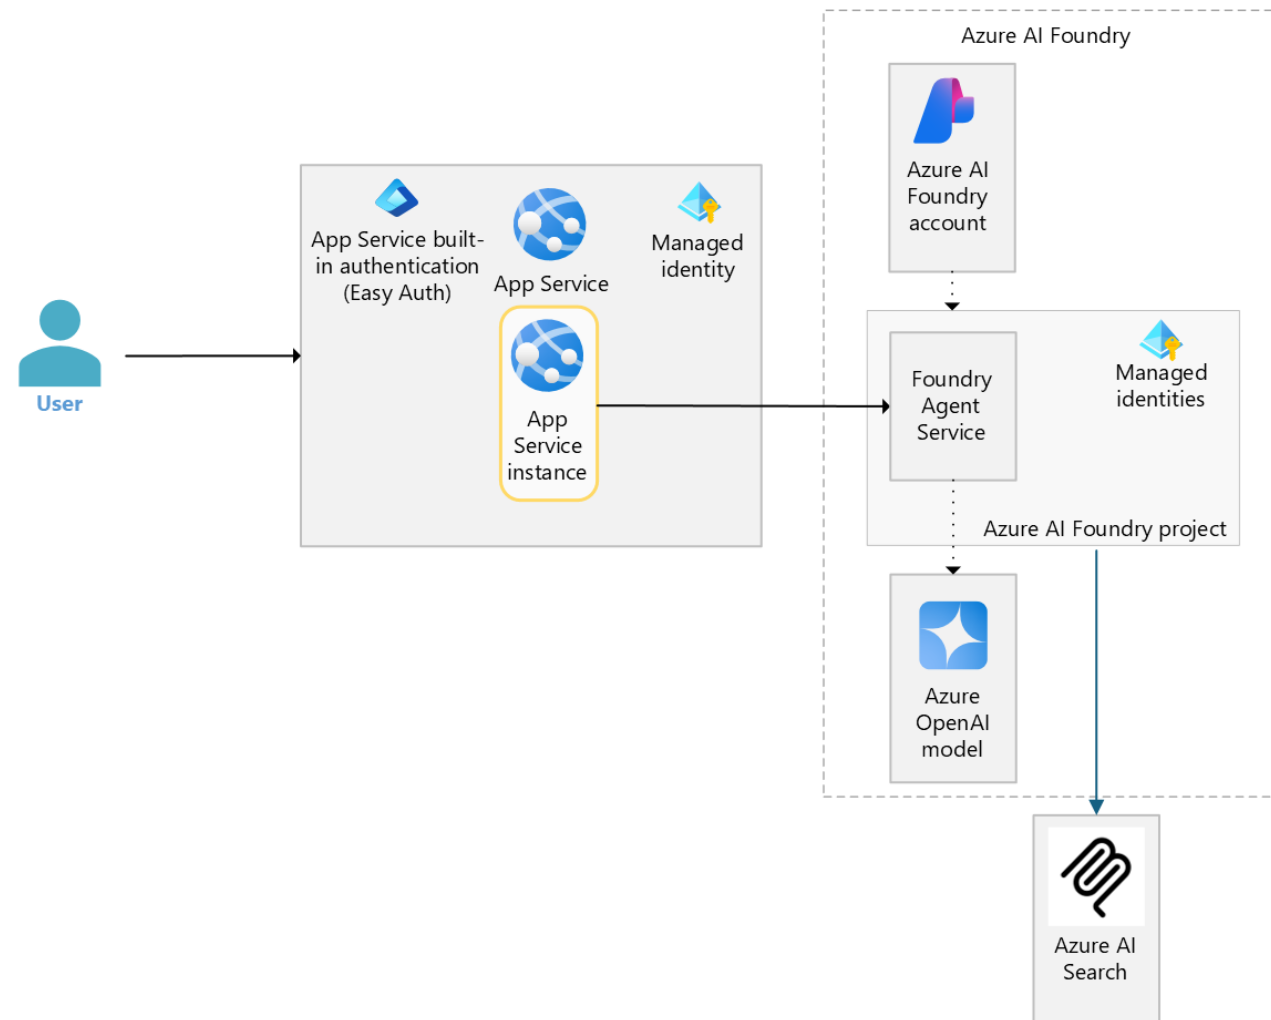 Azure AI Foundry
Azure AI
Foundry
account
App Service built-
in authentication
(Easy Auth)
App Service
Managed
identity
User
App
Service
instance
Foundry
Agent
Service
Managed
identities
Azure AI Foundry project
Azure
OpenAI
model
Azure AI
Search